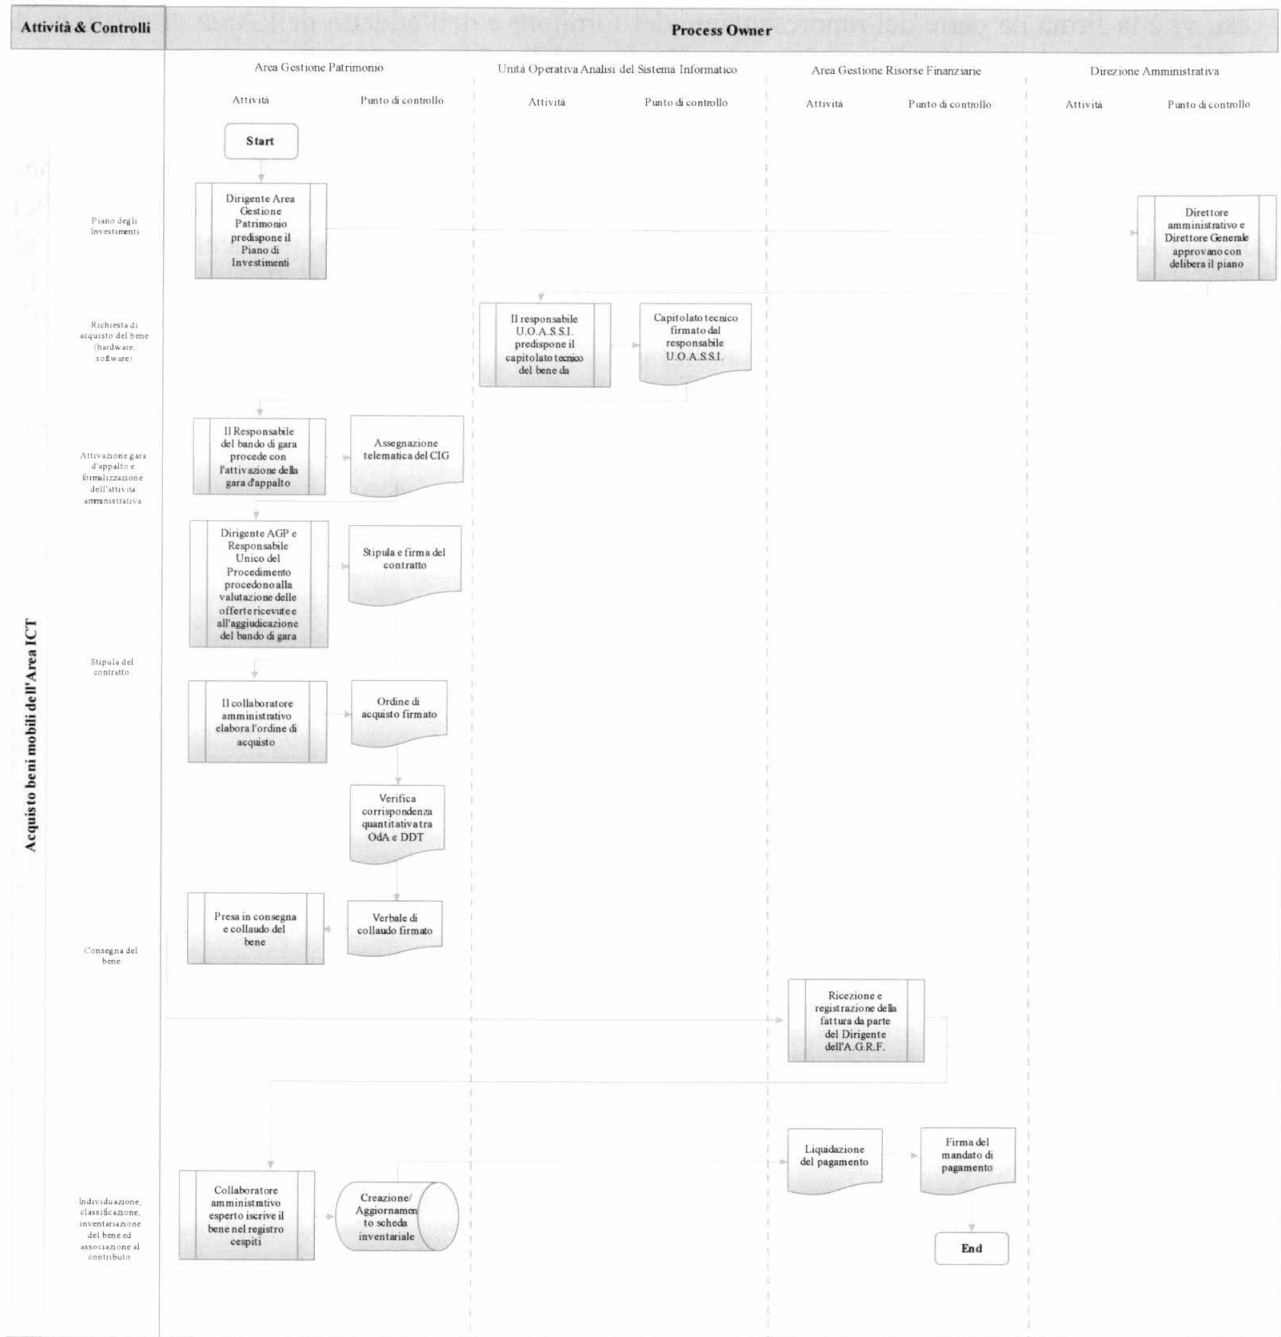 Attività & Controlli
Process Owner
Area Gestione Patrimonio
Unità Operativa Analisi del Sistema Informatico
Area Gestione Risorse Finanziarie
Direzione Amministrativa
Attività
Punto di controllo
Attività
Punto di controllo
Attività
Punto di controllo
Attività
Punto di controllo
Acquisto beni mobili dell'Area ICT
Start
Piano degli
Investimenti
Dirigente Area
Gestione
Patrimonio
predispone il
Piano di
Investimenti
Direttore
amministrativo e
Direttore Generale
approvano con
delibera il piano
Richiesta di
acquisto del bene
(hardware,
software)
Il responsabile
U.O.A.S.S.I.
predispone il
capitolato tecnico
del bene da
Capitolato tecnico
firmato dal
responsabile
U.O.A.S.S.I.
Attivazione gara
d'appalto e
formalizzazione
dell'attività
amministrativa
Il Responsabile
del bando di gara
procede con
l'attivazione della
gara d'appalto
Assegnazione
telematica del CIG
Dirigente AGP e
Responsabile
Unico del
Procedimento
procedono alla
valutazione delle
offerte ricevute e
all'aggiudicazione
del bando di gara
Stipula e firma del
contratto
Stipula del
contratto
Il collaboratore
amministrativo
elabora l'ordine di
acquisto
Ordine di
acquisto firmato
Verifica
corrispondenza
quantitativa tra
OdA e DDT
Consegna del
bene
Presa in consegna
e collaudo del
bene
Verbale di
collaudo firmato
Ricezione e
registrazione della
fattura da parte
del Dirigente
dell'A.G.R.F.
Individuazione,
classificazione,
inventariazione
del bene ed
associazione al
contributo
Collaboratore
amministrativo
esperto iscrive il
bene nel registro
cespiti
Creazione/
Aggiornamen
to scheda
inventariale
Liquidazione
del pagamento
Firma del
mandato di
pagamento
End